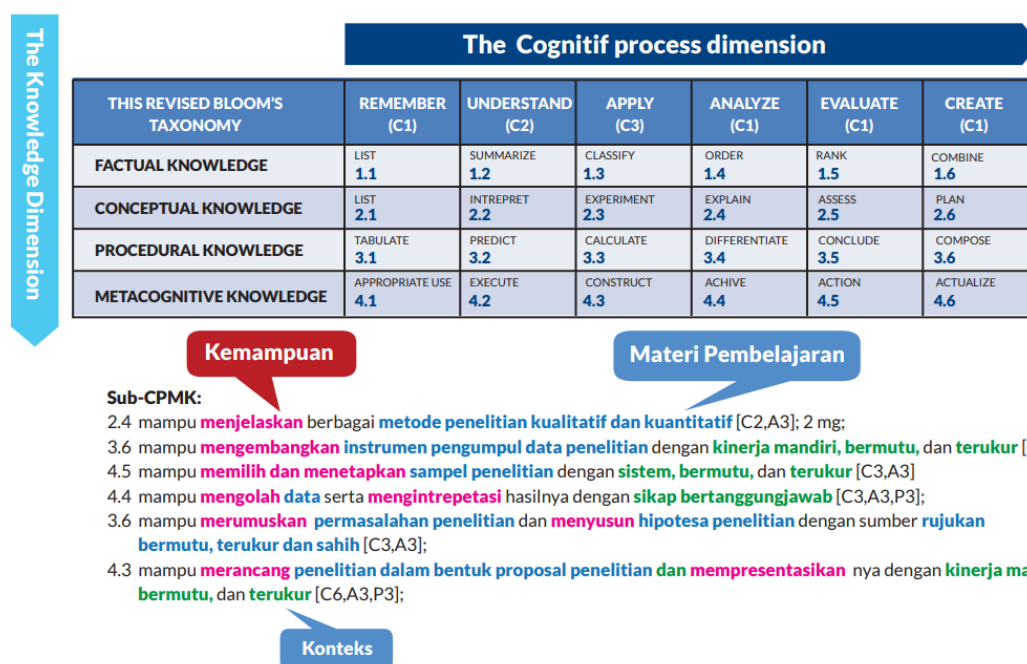 The Cognitif process dimension
The Knowledge Dimension
THIS REVISED BLOOM'S TAXONOMY REMEMBER (C1) UNDERSTAND (C2) APPLY (C3) ANALYZE (C1) EVALUATE (C1) CREATE (C1)
FACTUAL KNOWLEDGE LIST 1.1 SUMMARIZE 1.2 CLASSIFY 1.3 ORDER 1.4 RANK 1.5 COMBINE 1.6
CONCEPTUAL KNOWLEDGE LIST 2.1 INTREPRET 2.2 EXPERIMENT 2.3 EXPLAIN 2.4 ASSESS 2.5 PLAN 2.6
PROCEDURAL KNOWLEDGE TABULATE 3.1 PREDICT 3.2 CALCULATE 3.3 DIFFERENTIATE 3.4 CONCLUDE 3.5 COMPOSE 3.6
METACOGNITIVE KNOWLEDGE APPROPRIATE USE 4.1 EXECUTE 4.2 CONSTRUCT 4.3 ACHIVE 4.4 ACTION 4.5 ACTUALIZE 4.6
Kemampuan
Materi Pembelajaran
Sub-CPMK:
2.4 mampu menjelaskan berbagai metode penelitian kualitatif dan kuantitatif [C2,A3]; 2 mg;
3.6 mampu mengembangkan instrumen pengumpul data penelitian dengan kinerja mandiri, bermutu, dan terukur [
4.5 mampu memilih dan menetapkan sampel penelitian dengan sistem, bermutu, dan terukur [C3,A3]
4.4 mampu mengolah data serta mengintrepetasi hasilnya dengan sikap bertanggungjawab [C3,A3,P3];
3.6 mampu merumuskan permasalahan penelitian dan menyusun hipotesa penelitian dengan sumber rujukan
bermutu, terukur dan sahih [C3,A3];
4.3 mampu merancang penelitian dalam bentuk proposal penelitian dan mempresentasikan nya dengan kinerja ma
bermutu, dan terukur [C6,A3,P3];
Konteks